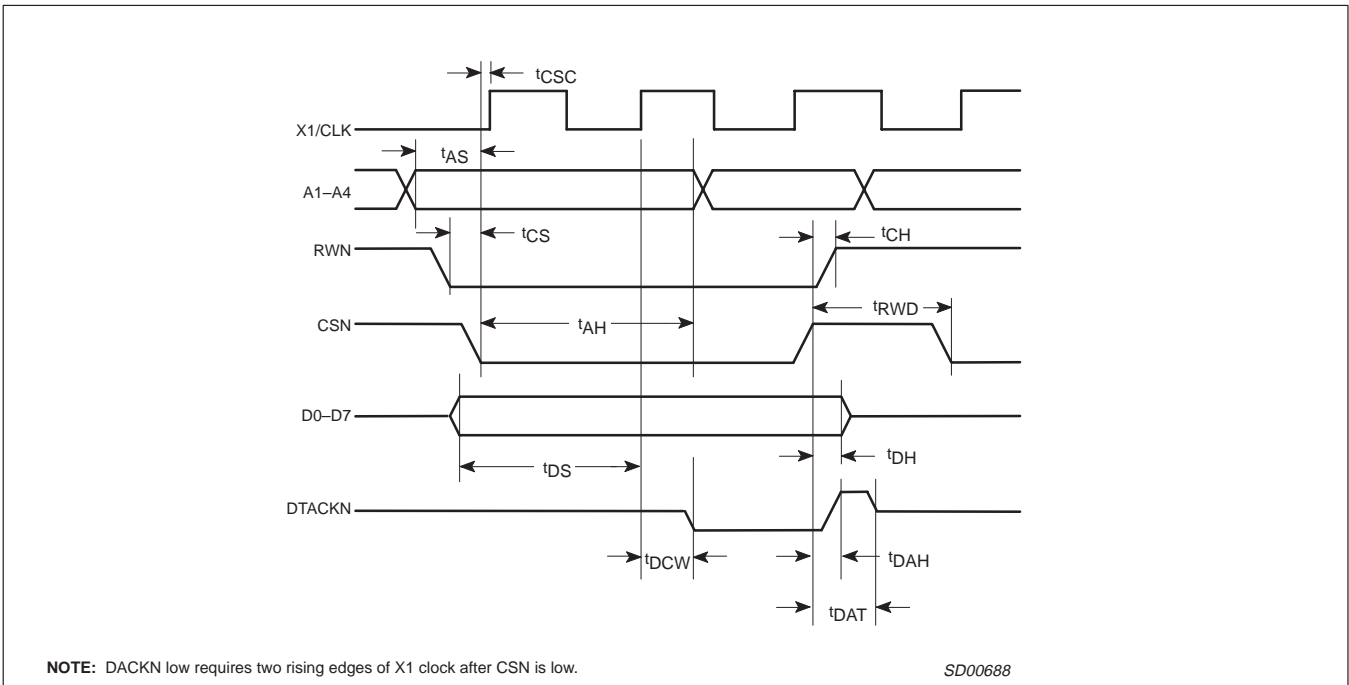 tCSC
X1/CLK
tAS
A1–A4
tCS
tCH
RWN
tRWD
CSN
tAH
D0–D7
tDS
tDH
DTACKN
tDCW
tDAH
tDAT
NOTE: DACKN low requires two rising edges of X1 clock after CSN is low.
SD00688